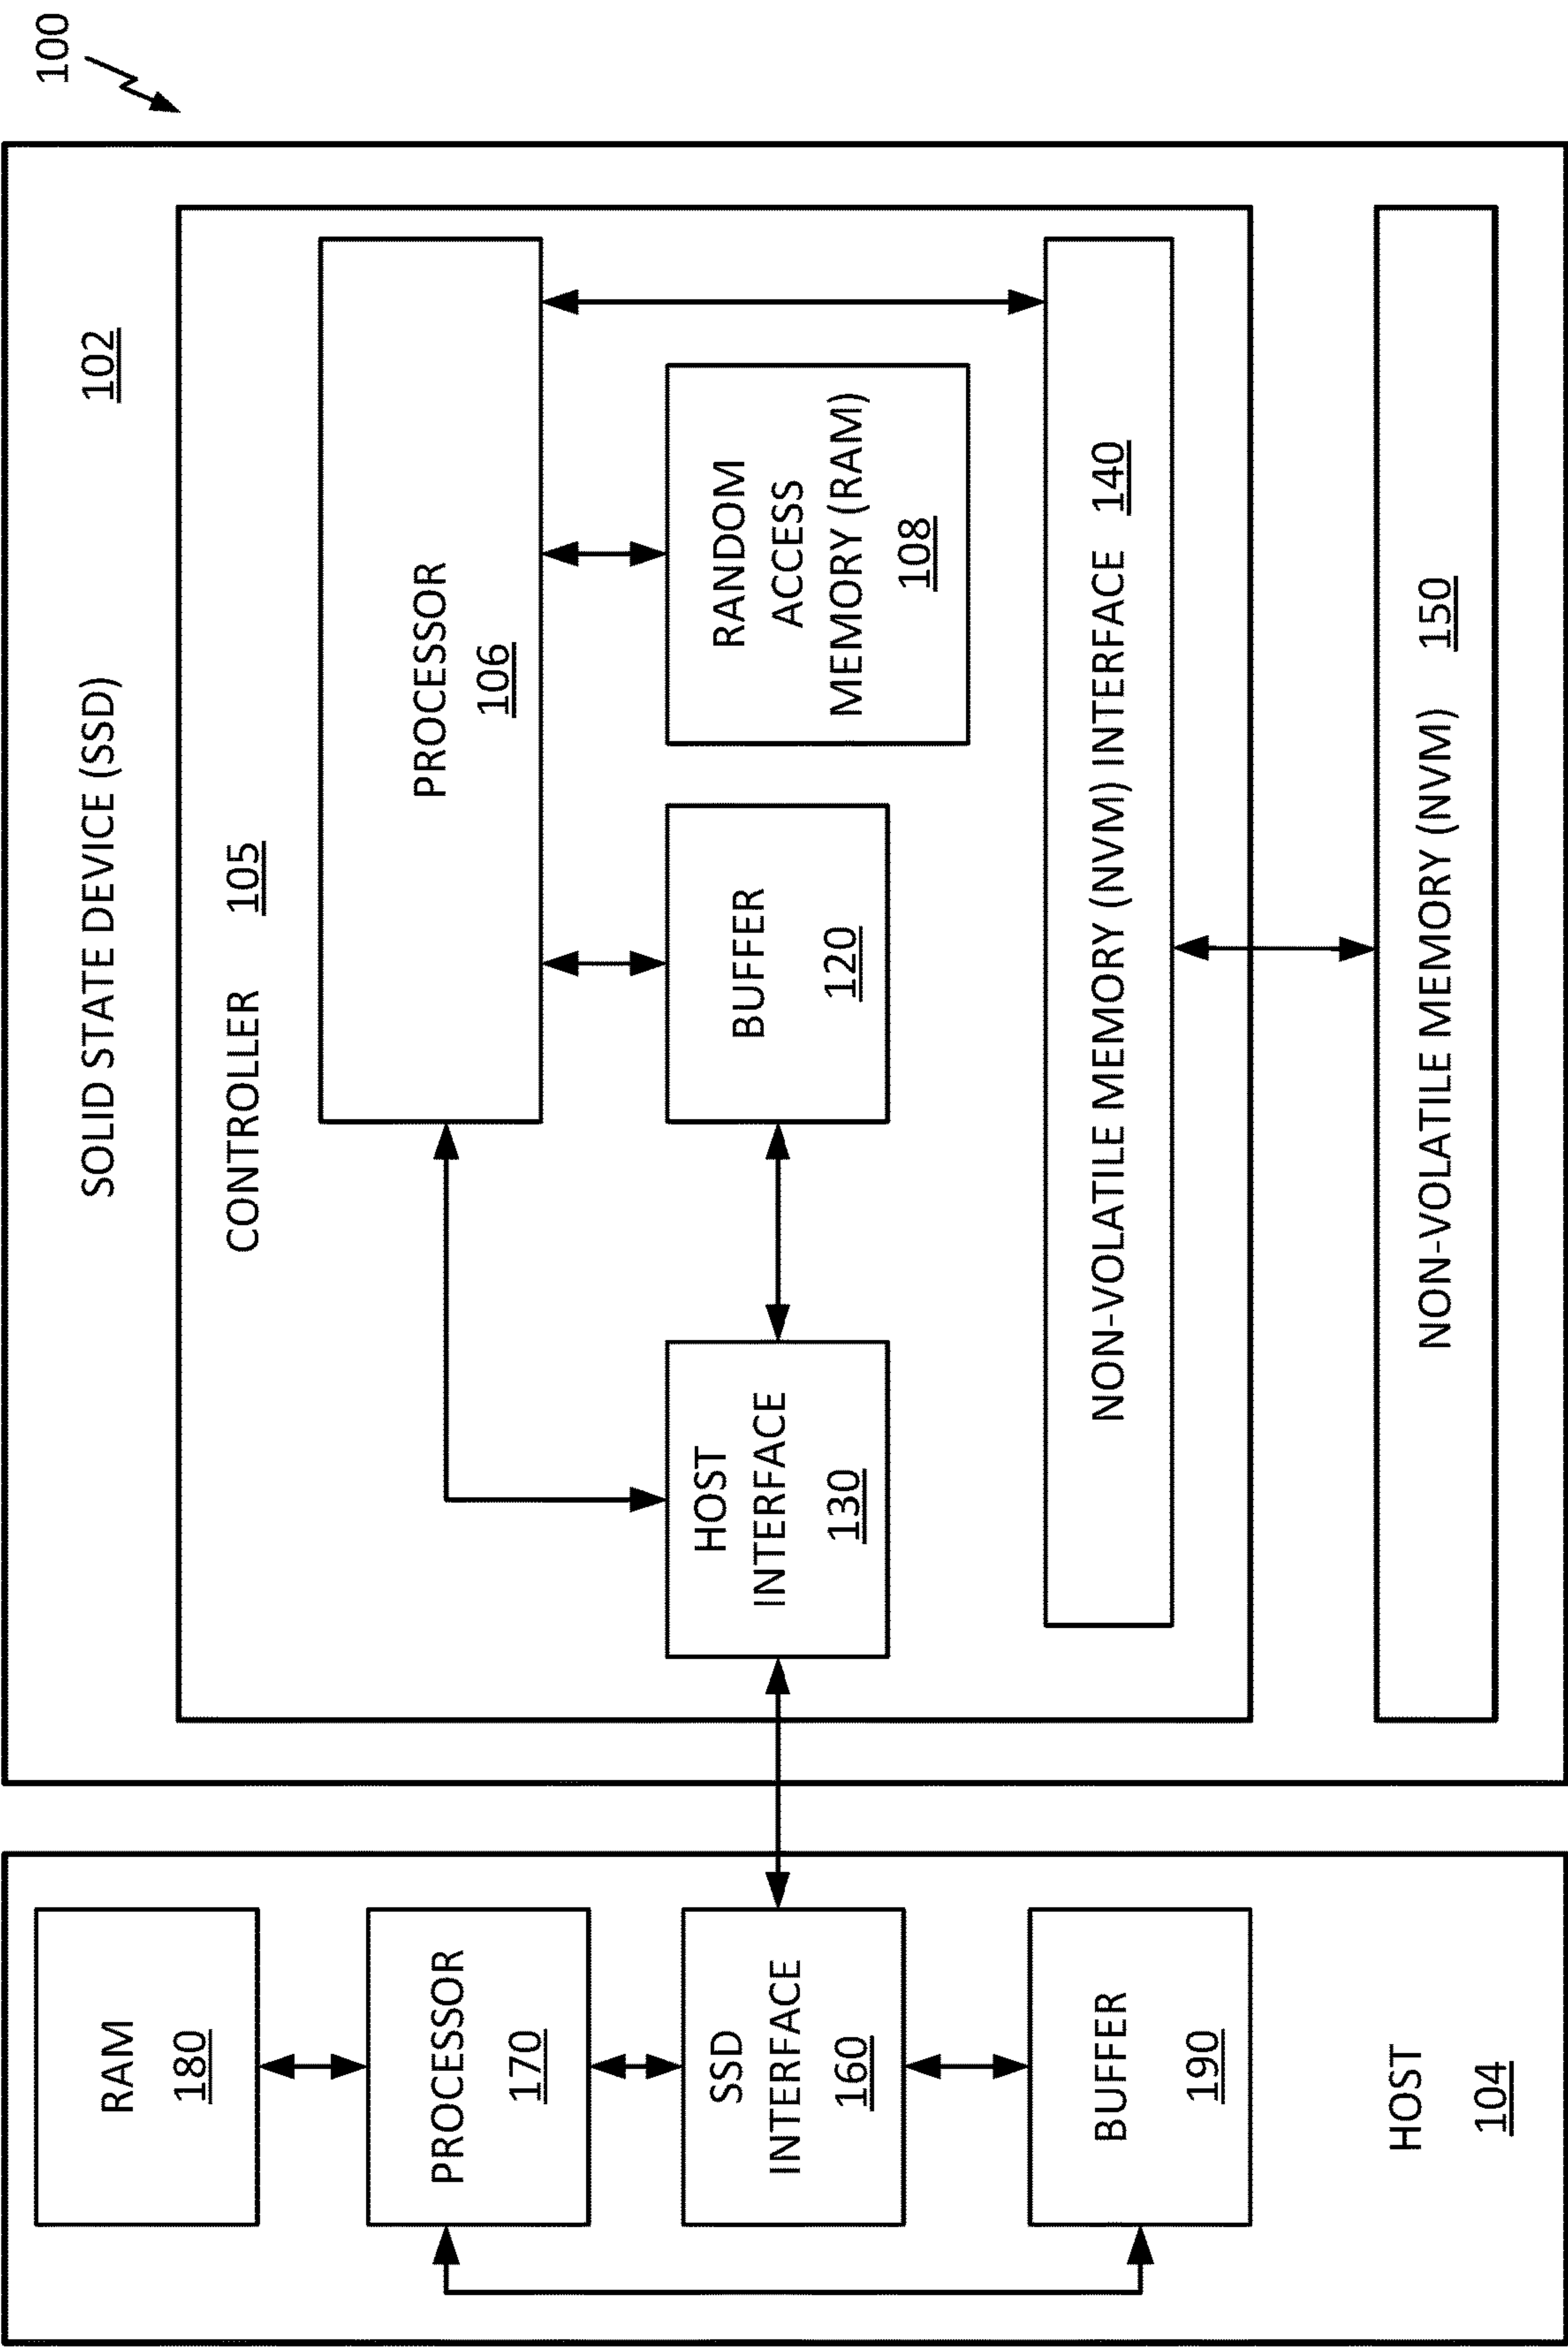 100
SOLID STATE DEVICE (SSD) 102
CONTROLLER 105
RAM
180
PROCESSOR
170
SSD
INTERFACE
160
BUFFER
190
HOST
104
PROCESSOR
106
HOST
INTERFACE
130
BUFFER
120
RANDOM
ACCESS
MEMORY (RAM)
108
NON-VOLATILE MEMORY (NVM) INTERFACE 140
NON-VOLATILE MEMORY (NVM) 150